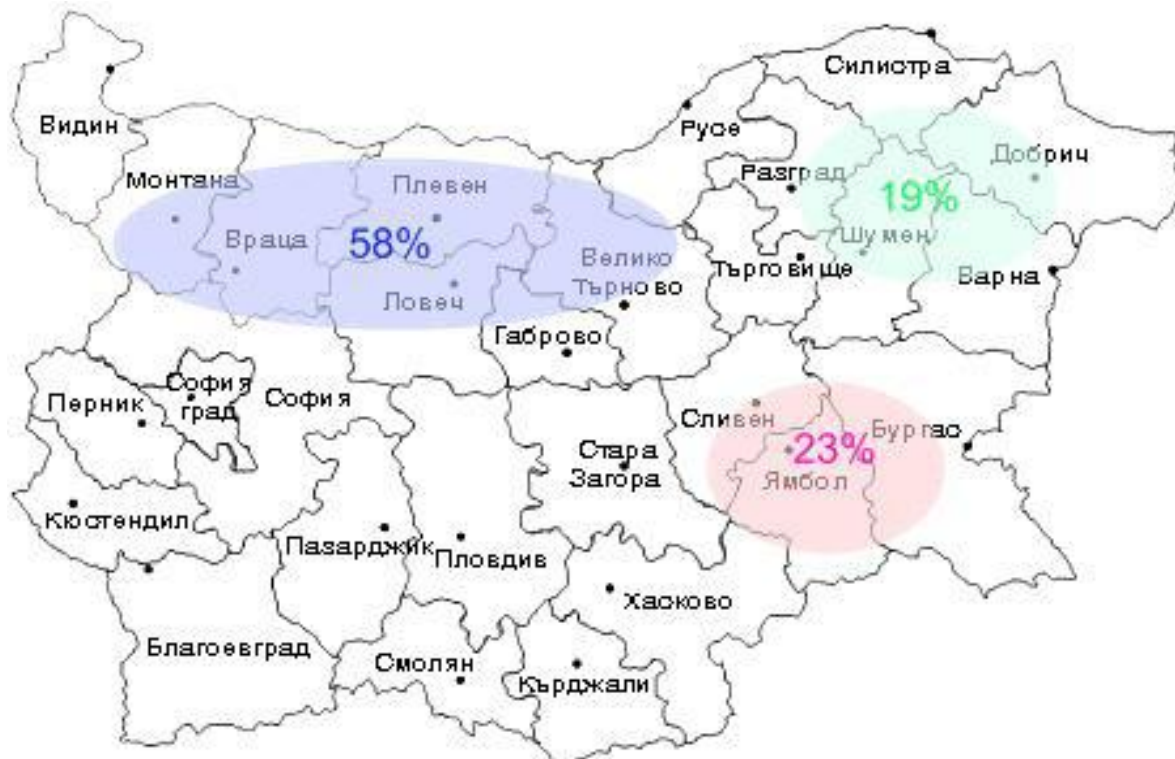 Силистра
Видин
Русе
Добрич
Монтана
Плевен
Разград
19%
Враца
58%
Шумен
Велико
Търново
Търговище
Варна
Ловеч
Габрово
София
град
София
Перник
Сливен
Бургас
23%
Стара
Загора
Ямбол
Кюстендил
Пазарджик
Пловдив
Хасково
Благоевград
Смолян
Кърджали